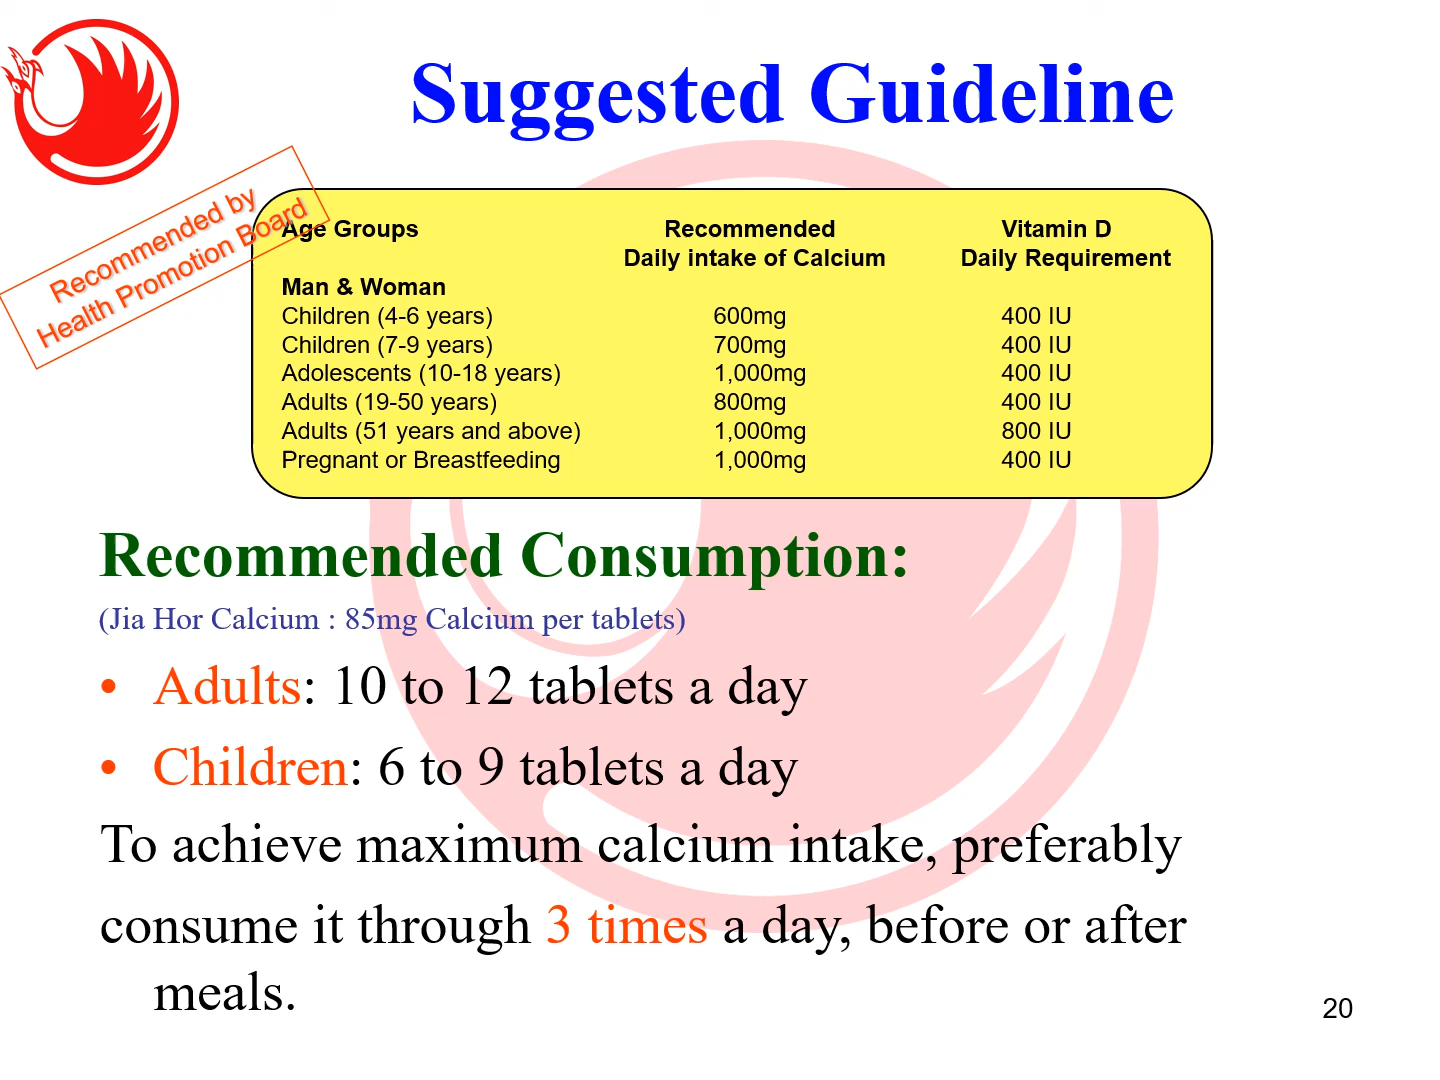 Suggested Guideline
Recommended by
Health Promotion Board
Age Groups Recommended Vitamin D
Daily intake of Calcium Daily Requirement
Man & Woman
Children (4-6 years) 600mg 400 IU
Children (7-9 years) 700mg 400 IU
Adolescents (10-18 years) 1,000mg 400 IU
Adults (19-50 years) 800mg 400 IU
Adults (51 years and above) 1,000mg 800 IU
Pregnant or Breastfeeding 1,000mg 400 IU
Recommended Consumption:
(Jia Hor Calcium : 85mg Calcium per tablets)
• Adults: 10 to 12 tablets a day
• Children: 6 to 9 tablets a day
To achieve maximum calcium intake, preferably
consume it through 3 times a day, before or after
meals.
20